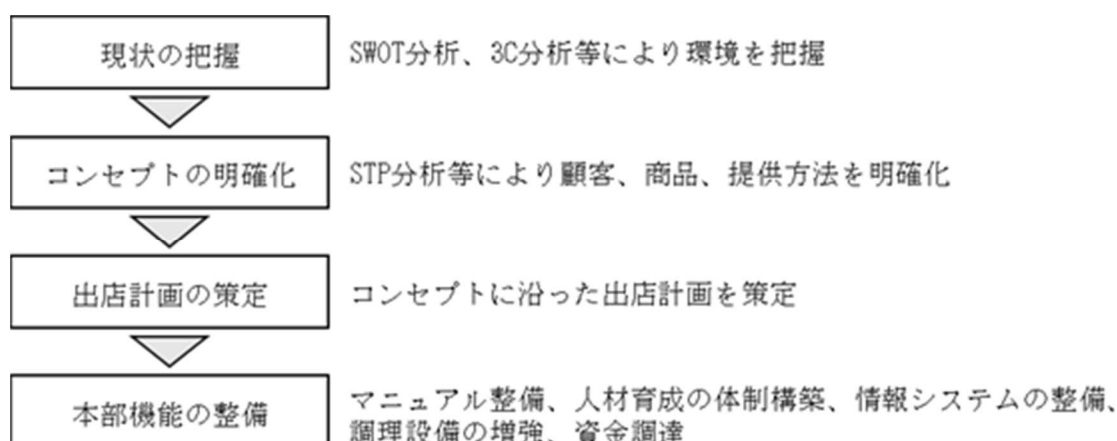 現状の把握
SWOT分析、3C分析等により環境を把握
コンセプトの明確化
STP分析等により顧客、商品、提供方法を明確化
出店計画の策定
コンセプトに沿った出店計画を策定
本部機能の整備
マニュアル整備、人材育成の体制構築、情報システムの整備、
調理設備の増強、資金調達